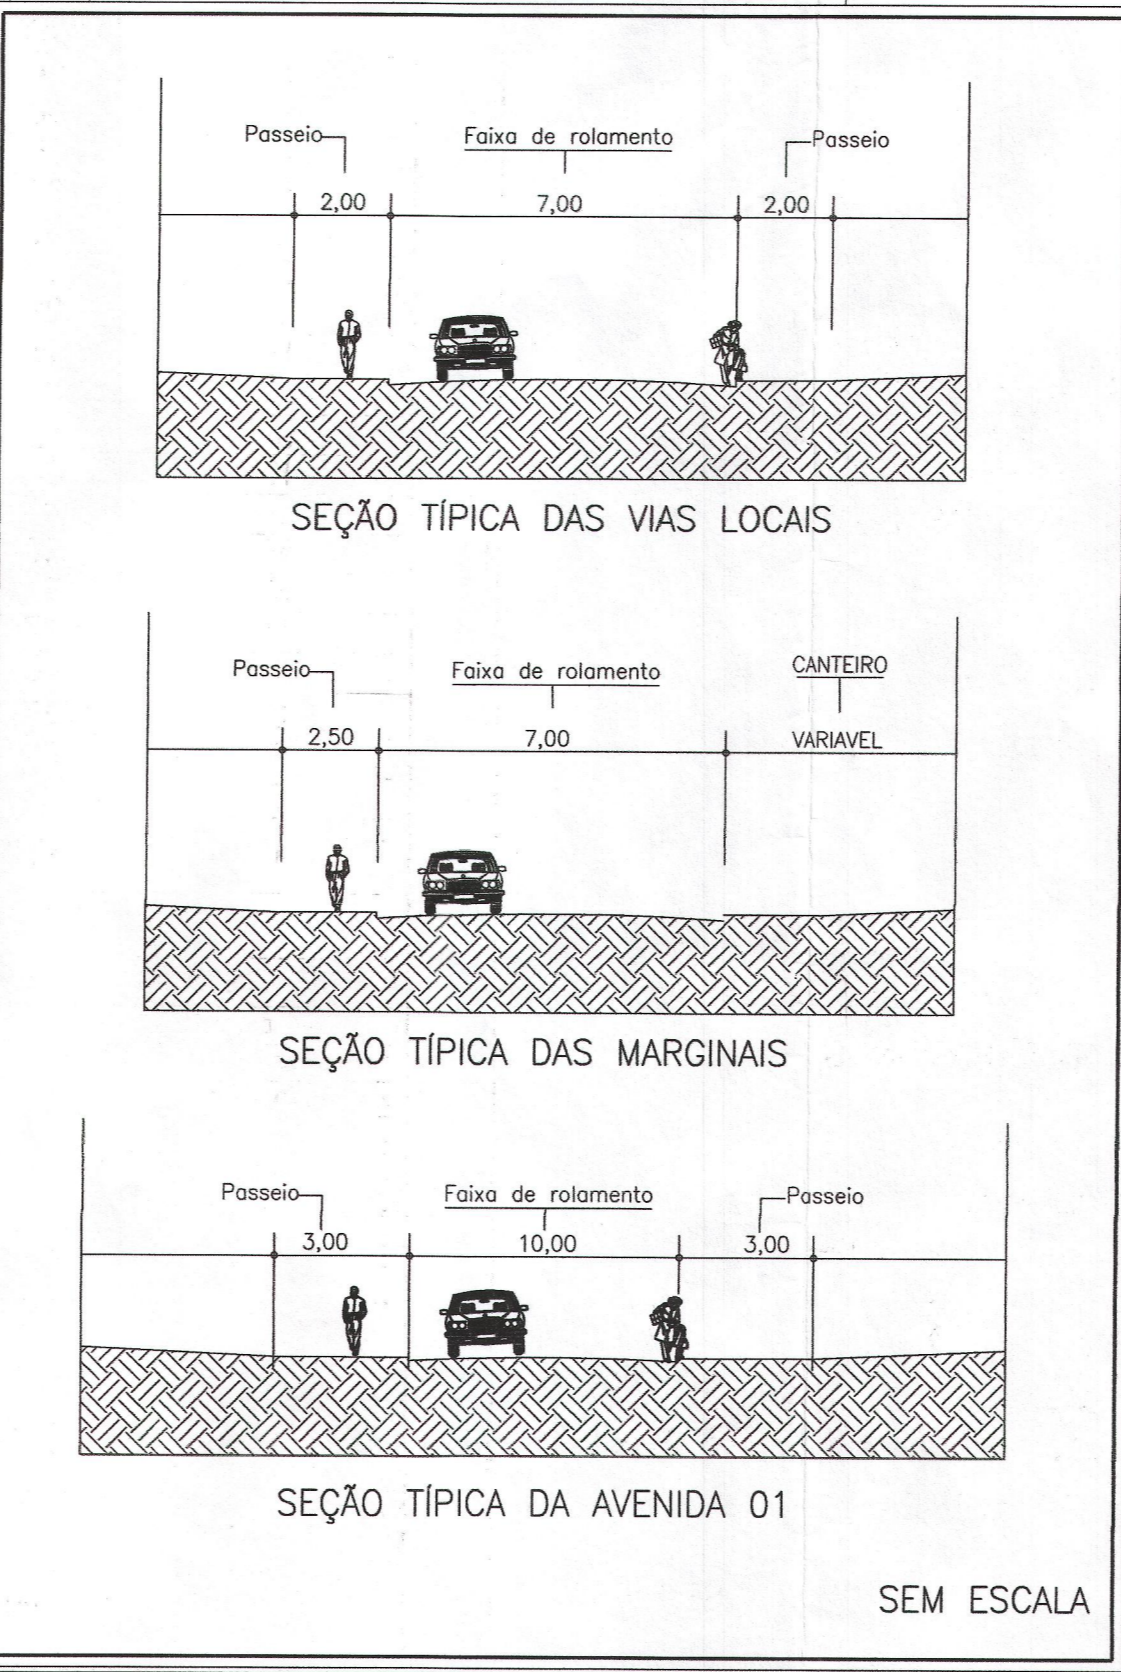 Passeio Faixa de rolamento Passeio
2,00 7,00 2,00
SEÇÃO TÍPICA DAS VIAS LOCAIS
Passeio Faixa de rolamento CANTEIRO
2,50 7,00 VARIAVEL
SEÇÃO TÍPICA DAS MARGINAIS
Passeio Faixa de rolamento Passeio
3,00 10,00 3,00
SEÇÃO TÍPICA DA AVENIDA 01
SEM ESCALA